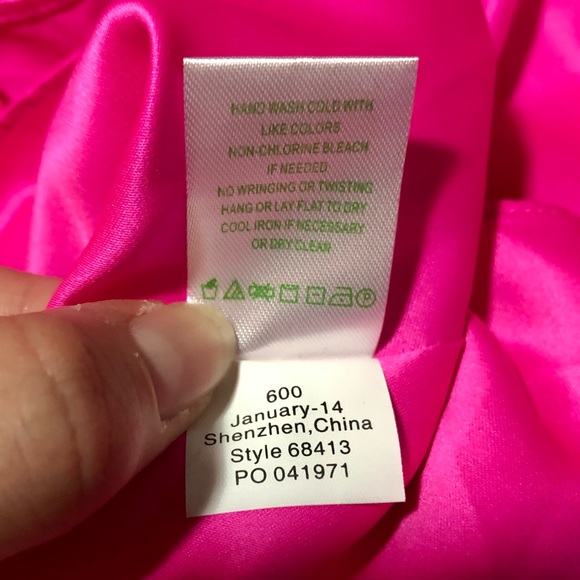 HAND WASH COLD WITH
LIKE COLORS
NON-CHLORINE BLEACH
IF NEEDED
NO WRINGING OR TWISTING
HANG OR LAY FLAT TO DRY
COOL IRON IF NECESSARY
OR DRY CLEAN
P
600
January-14
Shenzhen,China
Style 68413
PO 041971